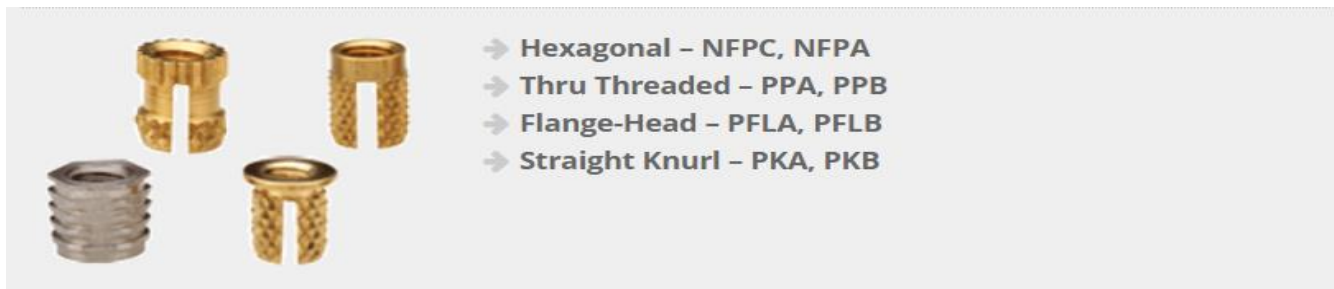 Hexagonal – NFPC, NFPA
Thru Threaded – PPA, PPB
Flange-Head – PFLA, PFLB
Straight Knurl – PKA, PKB